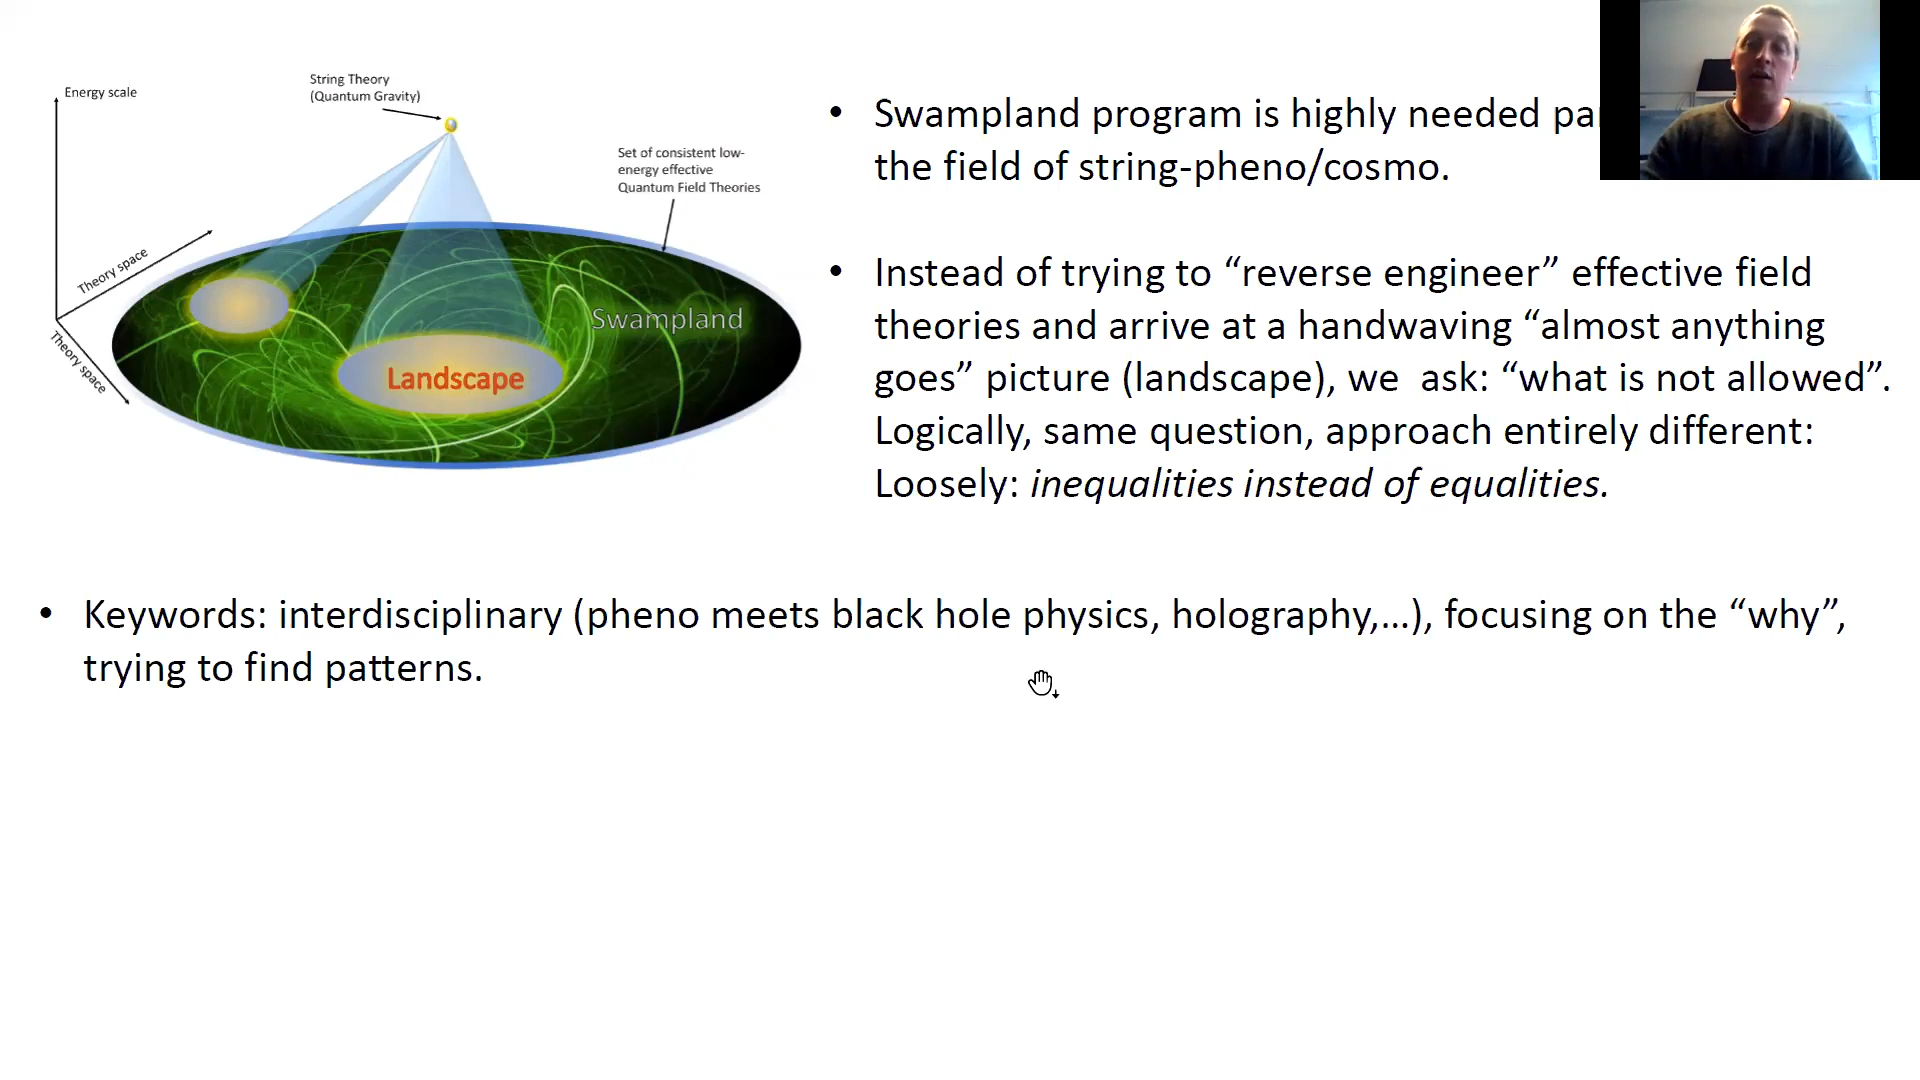 Energy scale
String Theory
(Quantum Gravity)
Set of consistent low-
energy effective
Quantum Field Theories
Theory space
Theory space
Swampland
Landscape
• Swampland program is highly needed
the field of string-pheno/cosmo.
• Instead of trying to “reverse engineer” effective field
theories and arrive at a handwaving “almost anything
goes” picture (landscape), we ask: “what is not allowed”.
Logically, same question, approach entirely different:
Loosely: inequalities instead of equalities.
• Keywords: interdisciplinary (pheno meets black hole physics, holography,...), focusing on the “why”,
trying to find patterns.